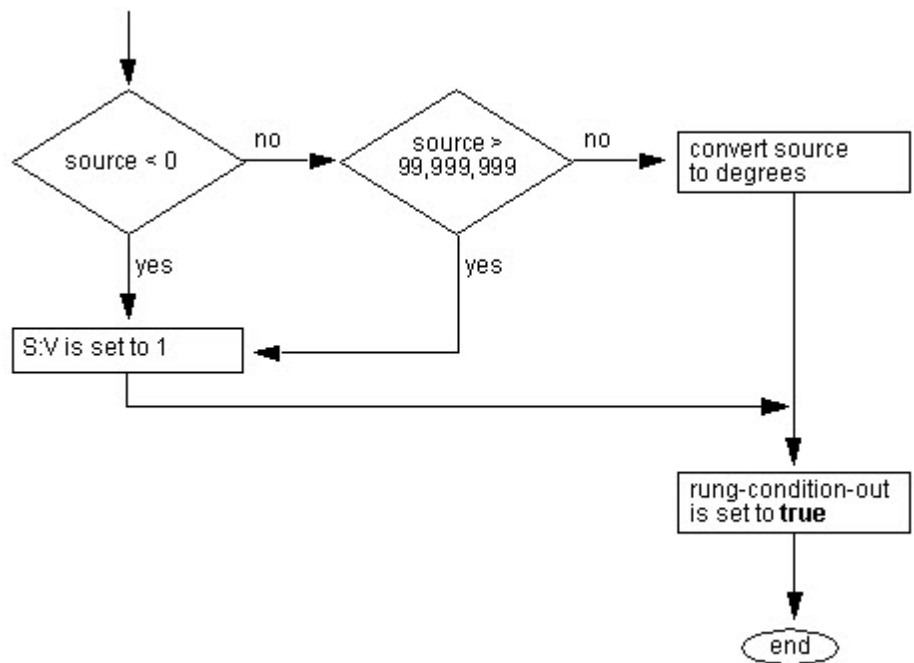 source < 0
no
source >
99,999,999
no
convert source
to degrees
yes
yes
S:V is set to 1
rung-condition-out
is set to true
end